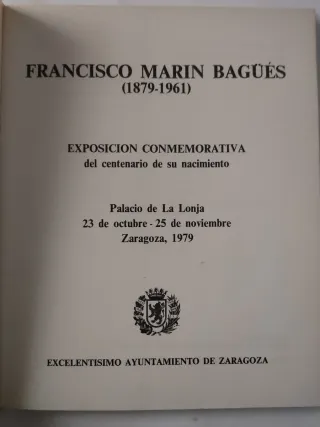 FRANCISCO MARIN BAGÜÉS
(1879-1961)
EXPOSICION CONMEMORATIVA
del centenario de su nacimiento
Palacio de La Lonja
23 de octubre - 25 de noviembre
Zaragoza, 1979
EXCELENTISIMO AYUNTAMIENTO DE ZARAGOZA